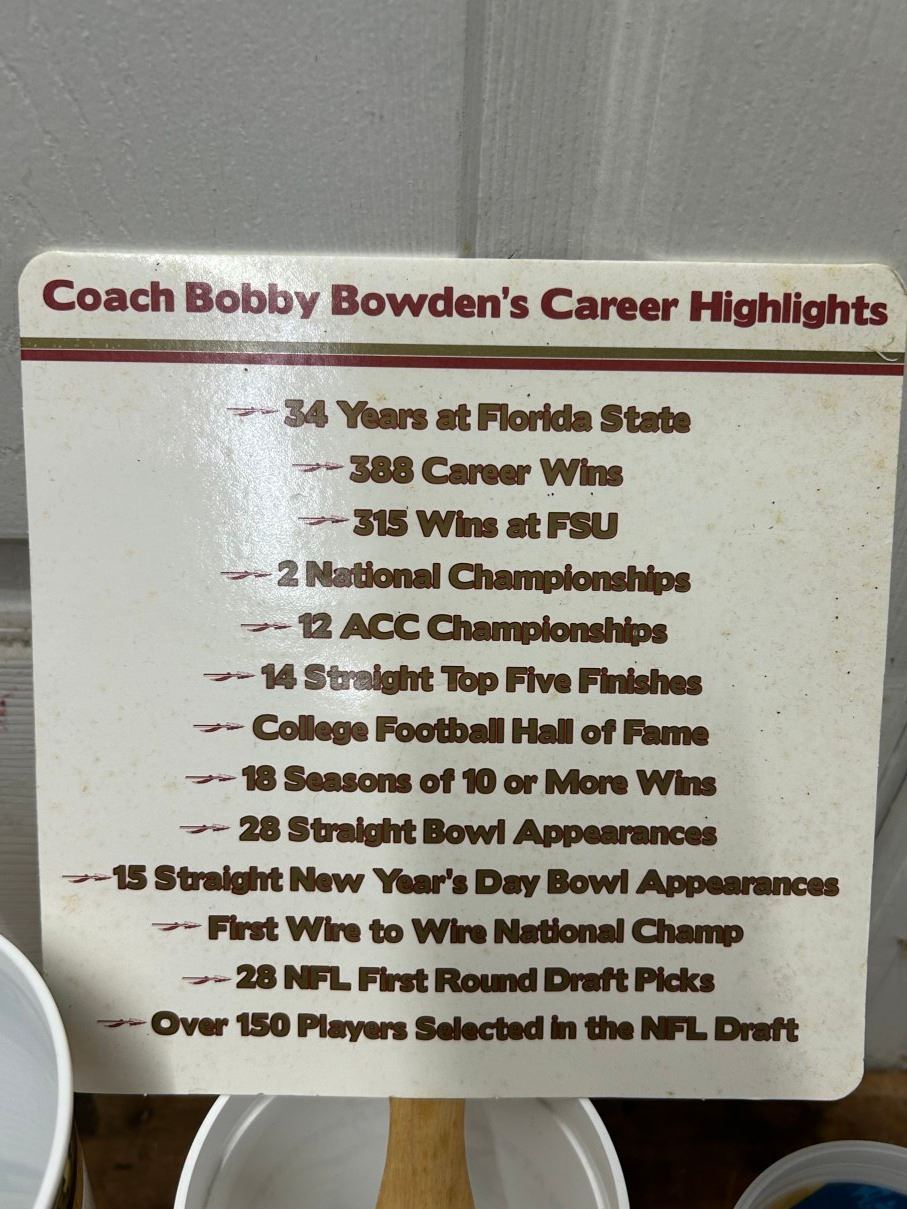 Coach Bobby Bowden's Career Highlights
34 Years at Florida State
388 Career Wins
315 Wins at FSU
2 National Championships
12 ACC Championships
14 Straight Top Five Finishes
College Football Hall of Fame
18 Seasons of 10 or More Wins
28 Straight Bowl Appearances
15 Straight New Year's Day Bowl Appearances
First Wire to Wire National Champ
28 NFL First Round Draft Picks
Over 150 Players Selected in the NFL Draft